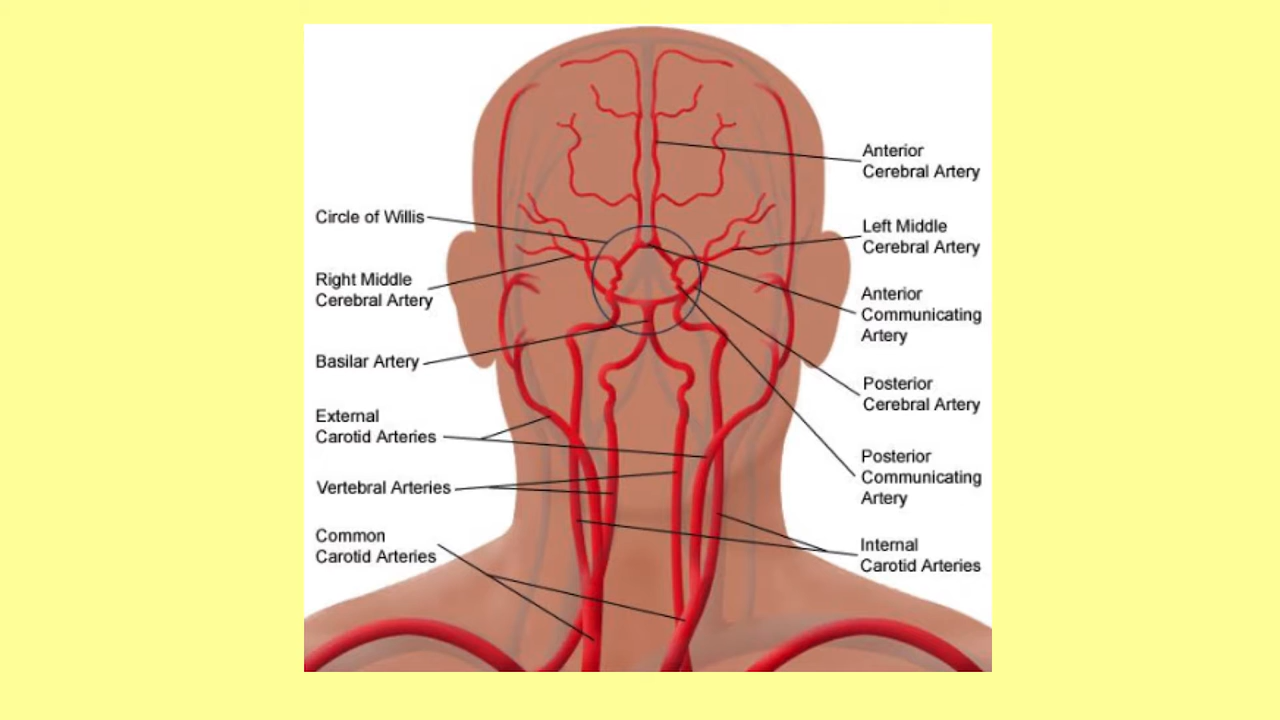 Circle of Willis
Right Middle
Cerebral Artery
Basilar Artery
External
Carotid Arteries
Vertebral Arteries
Common
Carotid Arteries
Anterior
Cerebral Artery
Left Middle
Cerebral Artery
Anterior
Communicating
Artery
Posterior
Cerebral Artery
Posterior
Communicating
Artery
Internal
Carotid Arteries